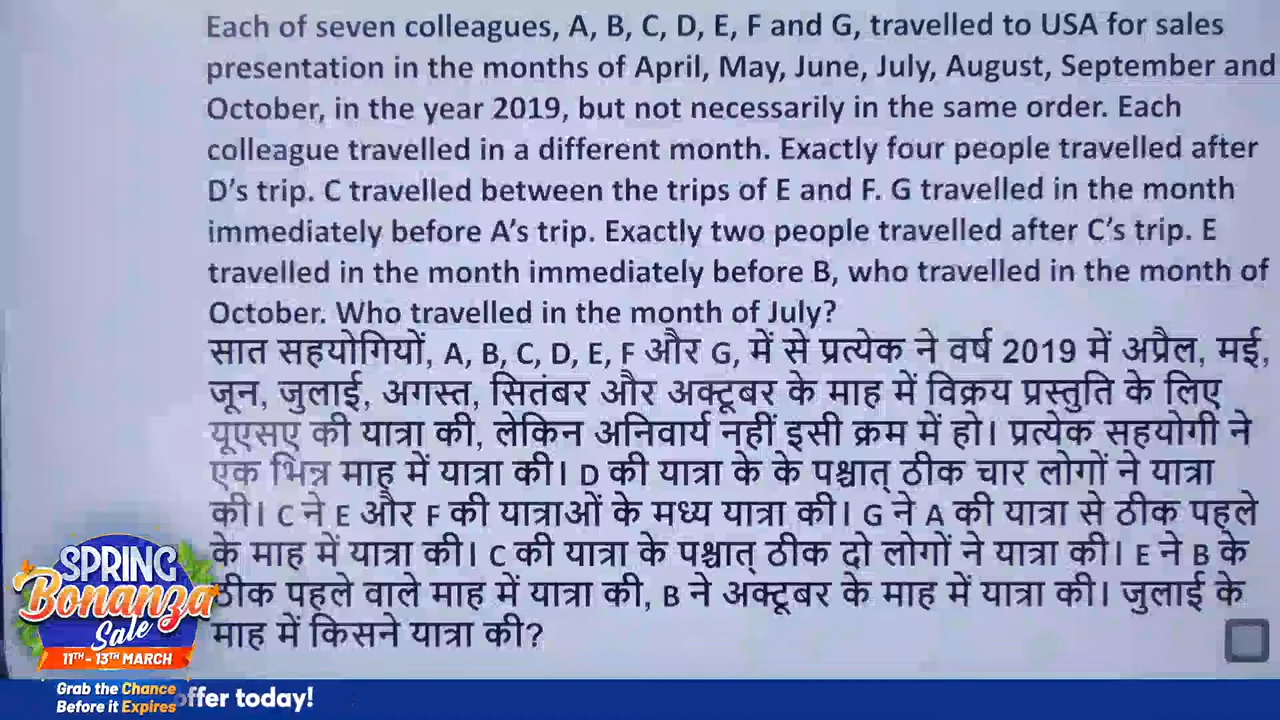 Each of seven colleagues, A, B, C, D, E, F and G, travelled to USA for sales
presentation in the months of April, May, June, July, August, September and
October, in the year 2019, but not necessarily in the same order. Each
colleague travelled in a different month. Exactly four people travelled after
D's trip. C travelled between the trips of E and F. G travelled in the month
immediately before A's trip. Exactly two people travelled after C's trip. E
travelled in the month immediately before B, who travelled in the month of
October. Who travelled in the month of July?
सात सहयोगियों, A, B, C, D, E, F और G, में से प्रत्येक ने वर्ष 2019 में अप्रैल, मई,
जून, जुलाई, अगस्त, सितंबर और अक्टूबर के माह में विक्रय प्रस्तुति के लिए
यूएसए की यात्रा की, लेकिन अनिवार्य नहीं इसी क्रम में हो। प्रत्येक सहयोगी ने
एक भिन्न माह में यात्रा की। D की यात्रा के के पश्चात् ठीक चार लोगों ने यात्रा
की। C ने E और F की यात्राओं के मध्य यात्रा की। G ने A की यात्रा से ठीक पहले
के माह में यात्रा की। C की यात्रा के पश्चात् ठीक दो लोगों ने यात्रा की। E ने B के
ठीक पहले वाले माह में यात्रा की, B ने अक्टूबर के माह में यात्रा की। जुलाई के
माह में किसने यात्रा की?
SPRING
Bonanza
Sale
11TH - 13TH MARCH
Grab the Chance
Before it Expires
offer today!